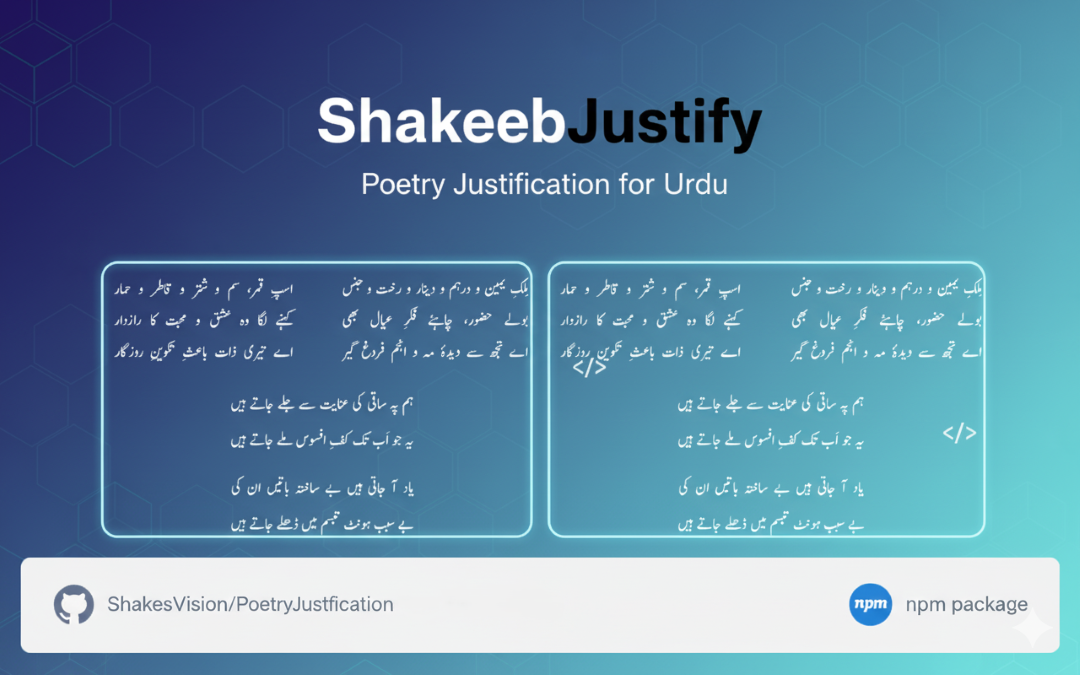 ShakeebJustify
Poetry Justification for Urdu
ملکِ یمین و درہم و دینار و رخت و جنس
اسپِ قمر، سم و شتر و قاطر و حمار
بولے حضور، چاہئے فکرِ عیال بھی
کہنے لگا وہ عشق و محبت کا رازدار
اے تجھ سے دیدۂ مہ و انجم فروغ گیر
اے تیری ذات باعثِ تکوینِ روزگار
ہم پہ ساقی کی عنایت سے جلے جاتے ہیں
یہ جو اَب تک کفِ افسوس ملے جاتے ہیں
یاد آ جاتی ہیں بے ساختہ باتیں ان کی
بے سبب ہونٹ تبسم میں ڈھلے جاتے ہیں
ملکِ یمین و درہم و دینار و رخت و جنس
اسپِ قمر، سم و شتر و قاطر و حمار
بولے حضور، چاہئے فکرِ عیال بھی
کہنے لگا وہ عشق و محبت کا رازدار
اے تجھ سے دیدۂ مہ و انجم فروغ گیر
اے تیری ذات باعثِ تکوینِ روزگار
</>
ہم پہ ساقی کی عنایت سے جلے جاتے ہیں
یہ جو اَب تک کفِ افسوس ملے جاتے ہیں
</>
یاد آ جاتی ہیں بے ساختہ باتیں ان کی
بے سبب ہونٹ تبسم میں ڈھلے جاتے ہیں
ShakesVision/PoetryJustfication
npm
npm package